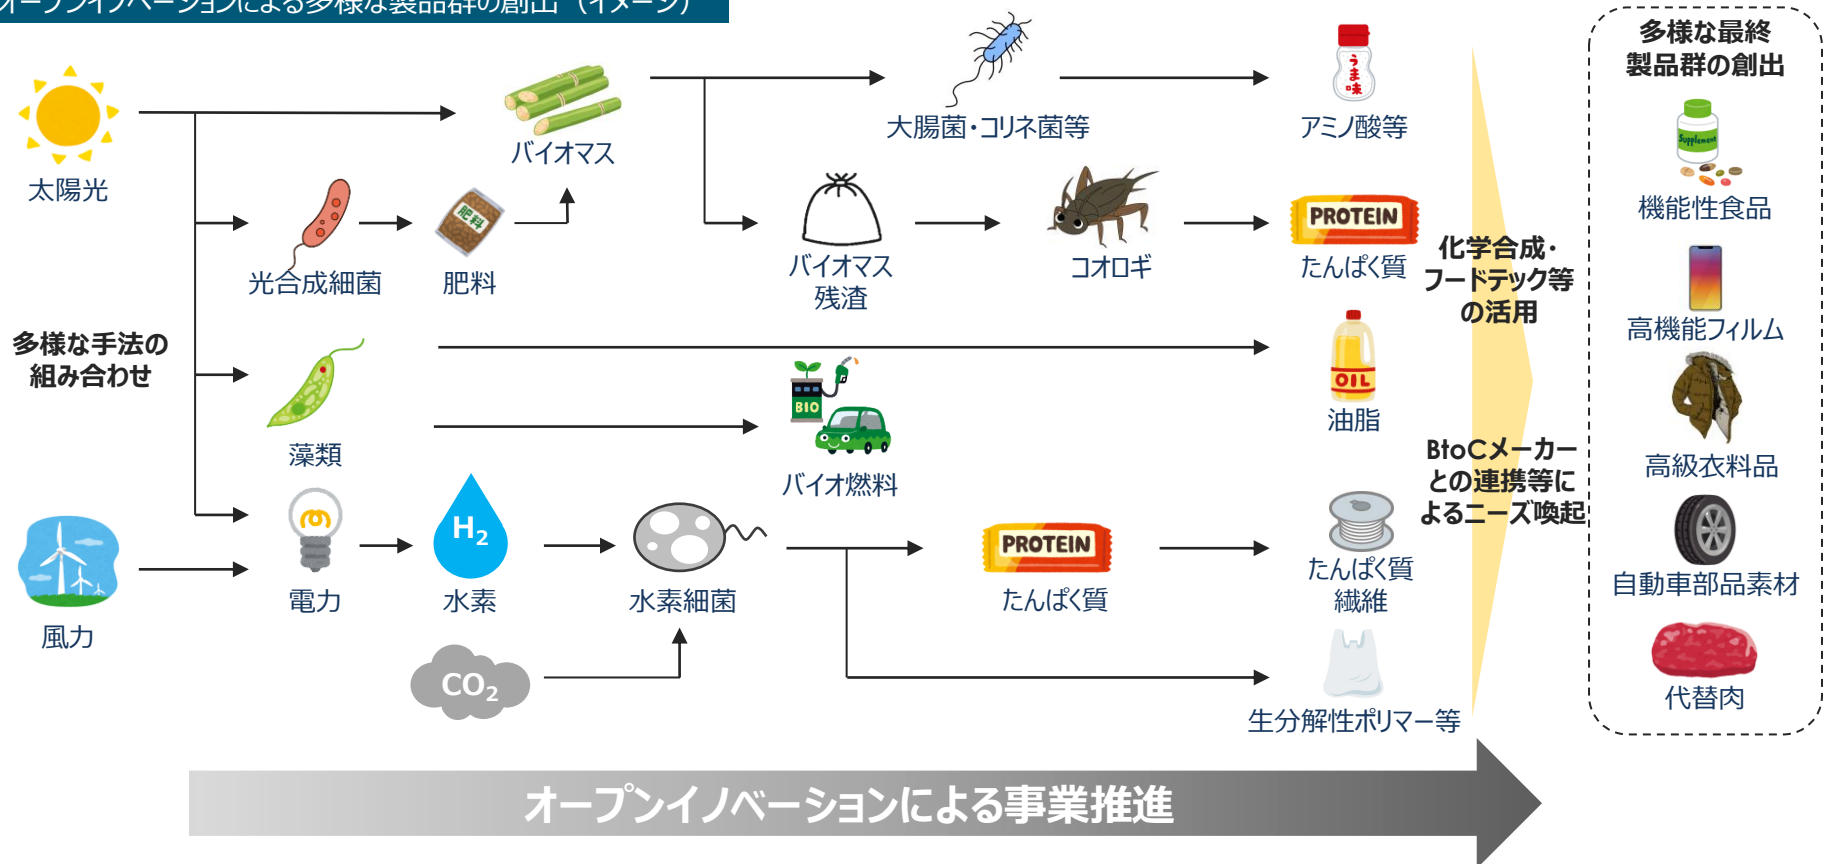 オープンイノベーションによる多様な製品群の創出（イメージ）
太陽光
バイオマス
大腸菌・コリネ菌等
うま味
アミノ酸等
光合成細菌
肥料
肥料
バイオマス
残渣
コオロギ
PROTEIN
たんぱく質
多様な手法の
組み合わせ
藻類
BIO
バイオ燃料
OIL
油脂
風力
電力
H₂
水素
水素細菌
CO₂
PROTEIN
たんぱく質
たんぱく質
繊維
生分解性ポリマー等
化学合成・
フードテック等
の活用
BtoCメーカー
との連携等に
よるニーズ喚起
多様な最終
製品群の創出
Supplement
機能性食品
高機能フィルム
高級衣料品
自動車部品素材
代替肉
オープンイノベーションによる事業推進